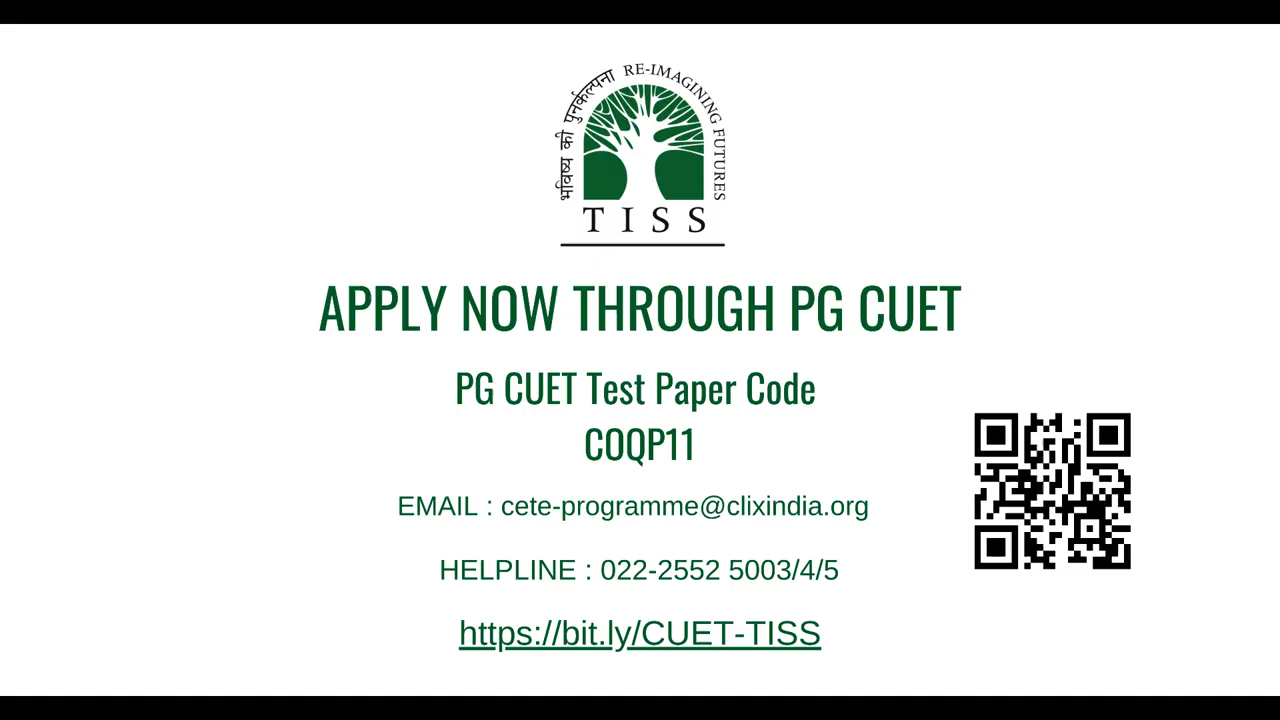 भविष्य की पुनर्कल्पना RE-IMAGINING FUTURES
TISS
APPLY NOW THROUGH PG CUET
PG CUET Test Paper Code
COQP11
EMAIL : cete-programme@clixindia.org
HELPLINE : 022-2552 5003/4/5
https://bit.ly/CUET-TISS